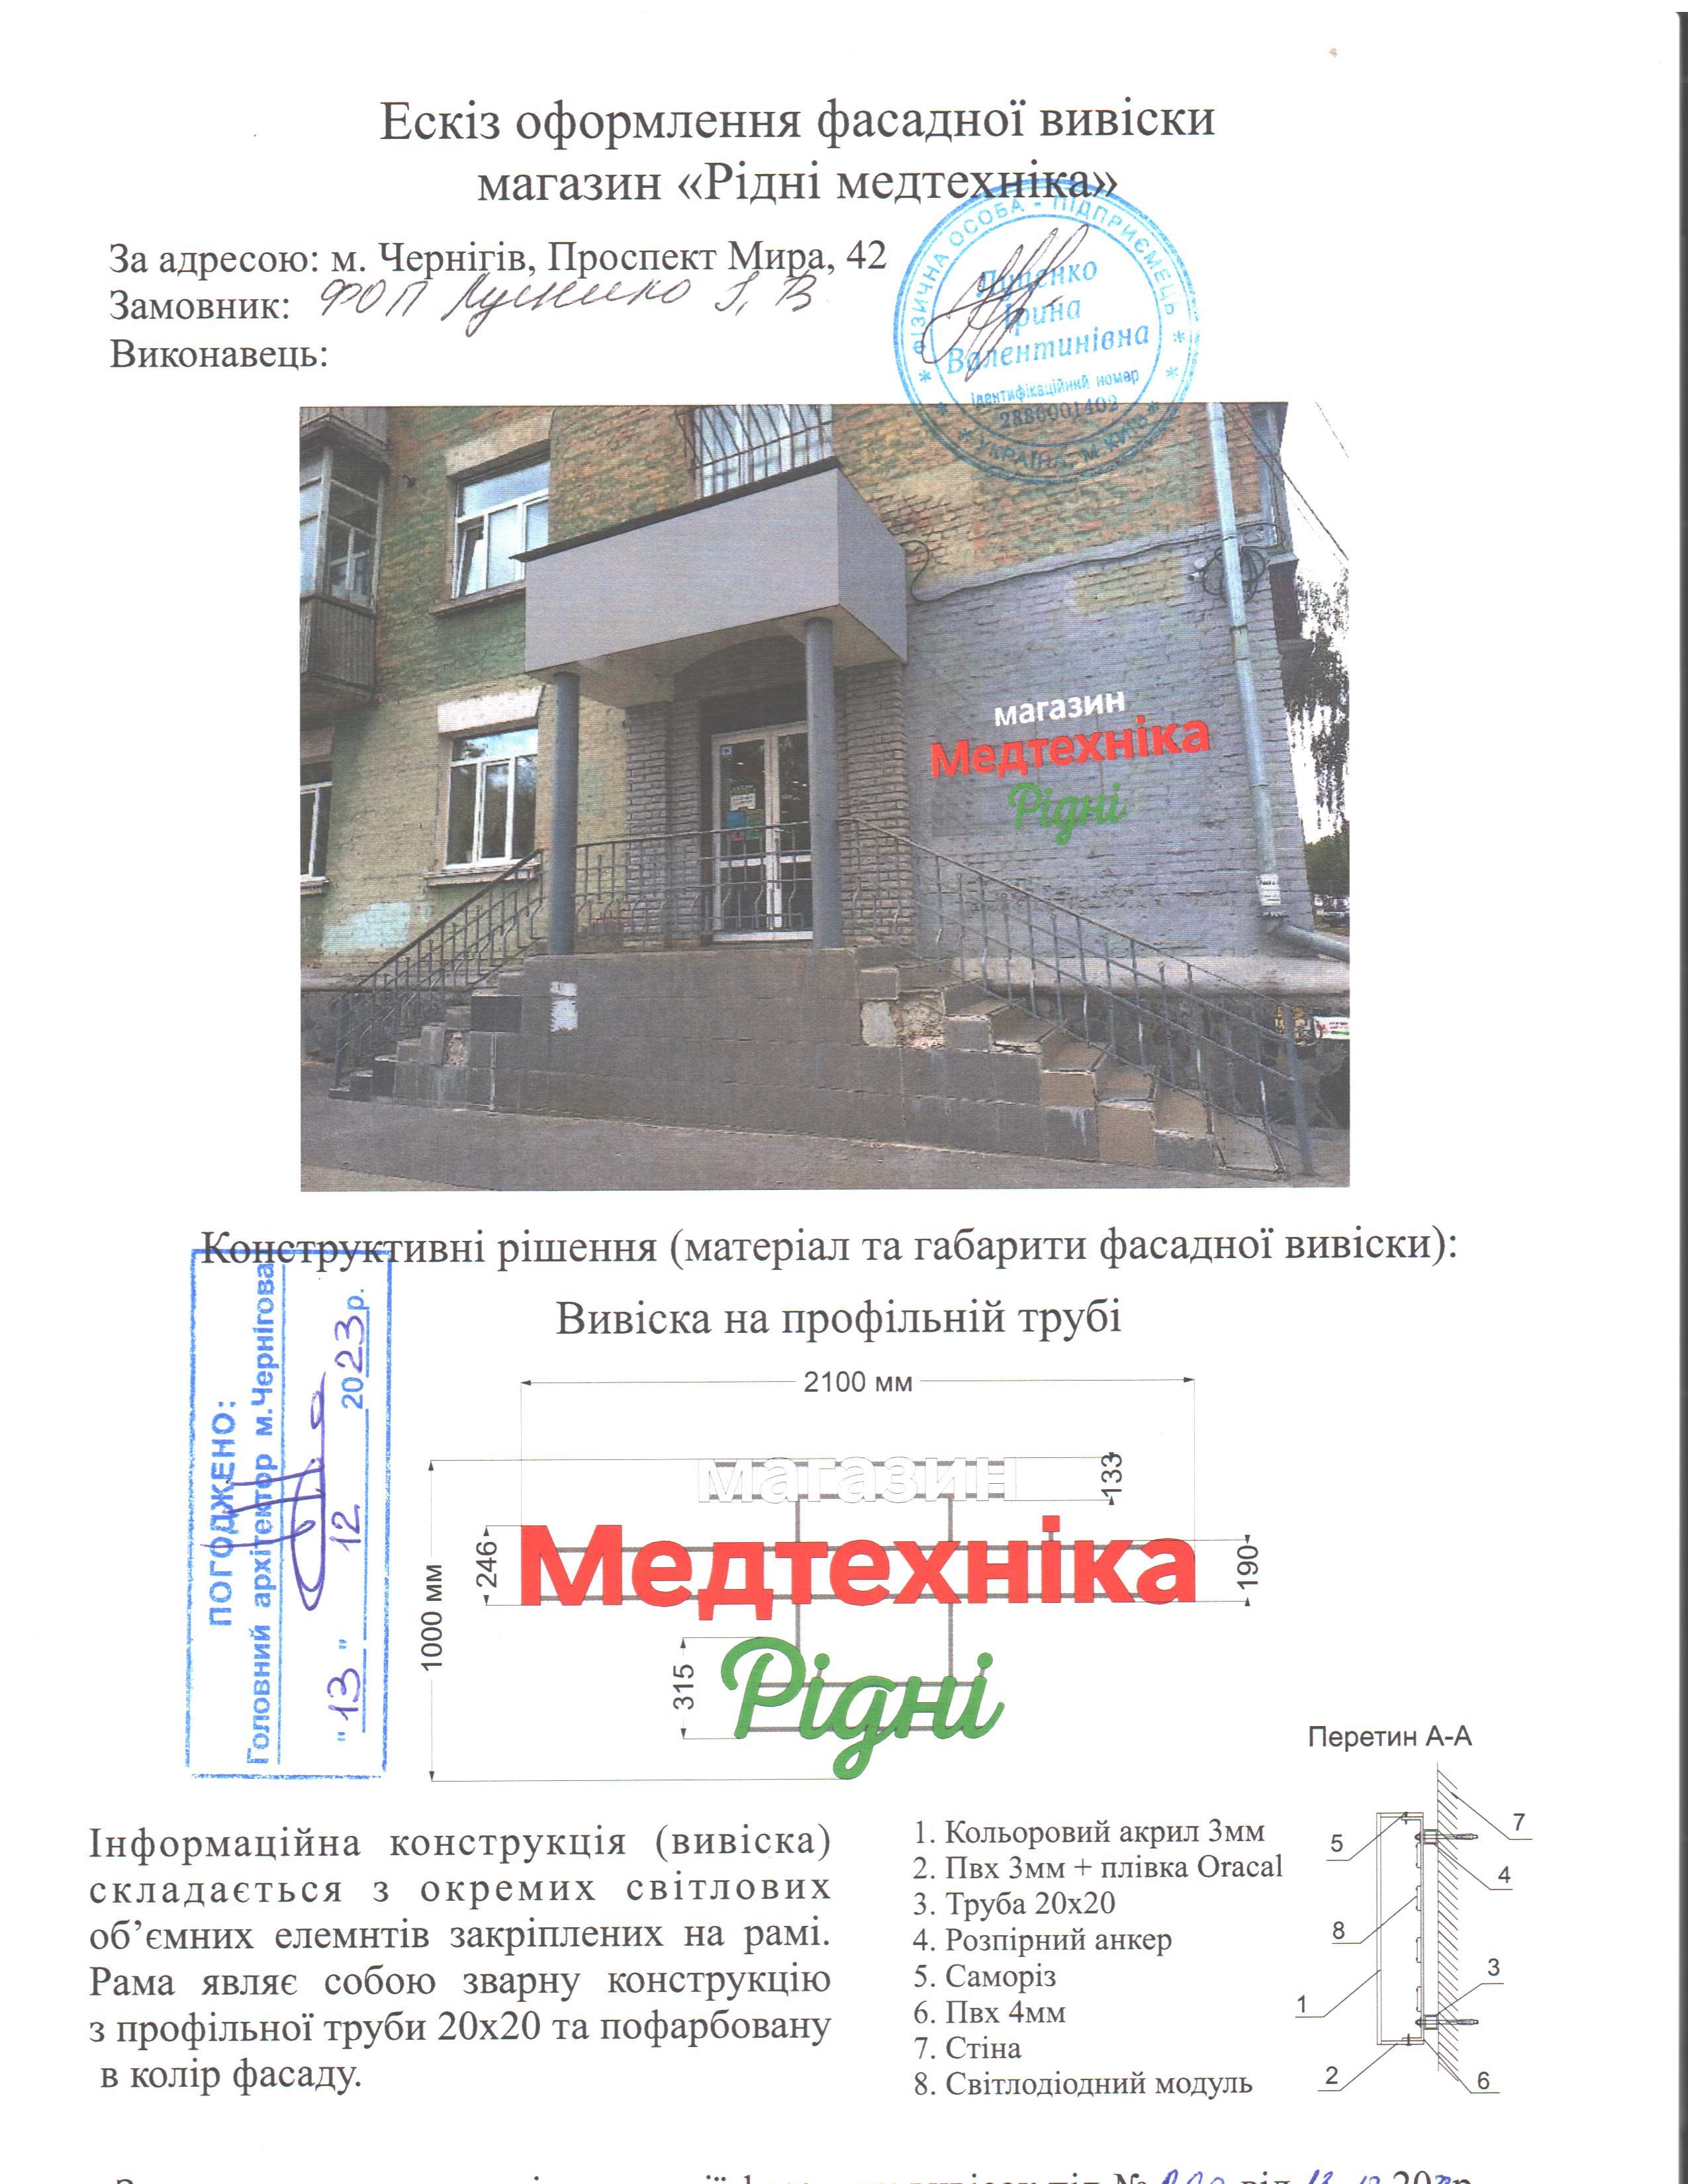 Ескіз оформлення фасадної вивіски
магазин «Рідні медтехніка»
За адресою: м. Чернігів, Проспект Мира, 42
Замовник: ФОП І, В
Виконавець:
ФІЗИЧНА ОСОБА - ПІДПРИЄМЕЦЬ
Ірина
Валентинівна
ідентифікаційний номер
УКРАЇНА, М. КИЇВ
магазин
Медтехніка
Рідні
Конструктивні рішення (матеріал та габарити фасадної вивіски):
Вивіска на профільній трубі
ПОГОДЖЕНО:
Головний архітектор м.Чернігова
"13" 12 2023р.
2100 мм
1000 мм
133
246
190
315
магазин
Медтехніка
Рідні
Інформаційна конструкція (вивіска)
складається з окремих світлових
об’ємних елемнтів закріплених на рамі.
Рама являє собою зварну конструкцію
з профільної труби 20х20 та пофарбовану
в колір фасаду.
1. Кольоровий акрил 3мм
2. Пвх 3мм + плівка Oracal
3. Труба 20х20
4. Розпірний анкер
5. Саморіз
6. Пвх 4мм
7. Стіна
8. Світлодіодний модуль
Перетин А-А
7
5
4
8
3
1
2
6